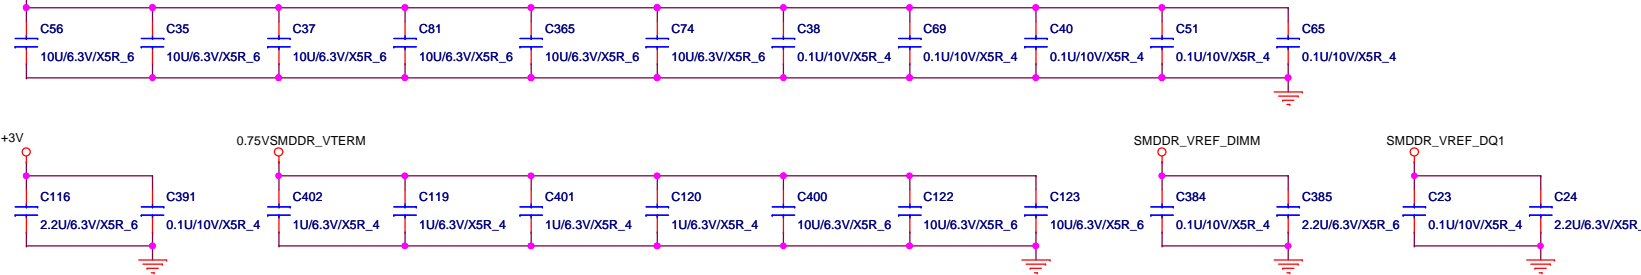 C56 C35 C37 C81 C365 C74 C38 C69 C40 C51 C65
10U/6.3V/X5R_6 10U/6.3V/X5R_6 10U/6.3V/X5R_6 10U/6.3V/X5R_6 10U/6.3V/X5R_6 10U/6.3V/X5R_6 0.1U/10V/X5R_4 0.1U/10V/X5R_4 0.1U/10V/X5R_4 0.1U/10V/X5R_4 0.1U/10V/X5R_4
+3V 0.75VSMDDR_VTERM SMDDR_VREF_DIMM SMDDR_VREF_DQ1
C116 C391 C402 C119 C401 C120 C400 C122 C123 C384 C385 C23 C24
2.2U/6.3V/X5R_6 0.1U/10V/X5R_4 1U/6.3V/X5R_4 1U/6.3V/X5R_4 1U/6.3V/X5R_4 1U/6.3V/X5R_4 10U/6.3V/X5R_6 10U/6.3V/X5R_6 10U/6.3V/X5R_6 0.1U/10V/X5R_4 2.2U/6.3V/X5R_6 0.1U/10V/X5R_4 2.2U/6.3V/X5R_